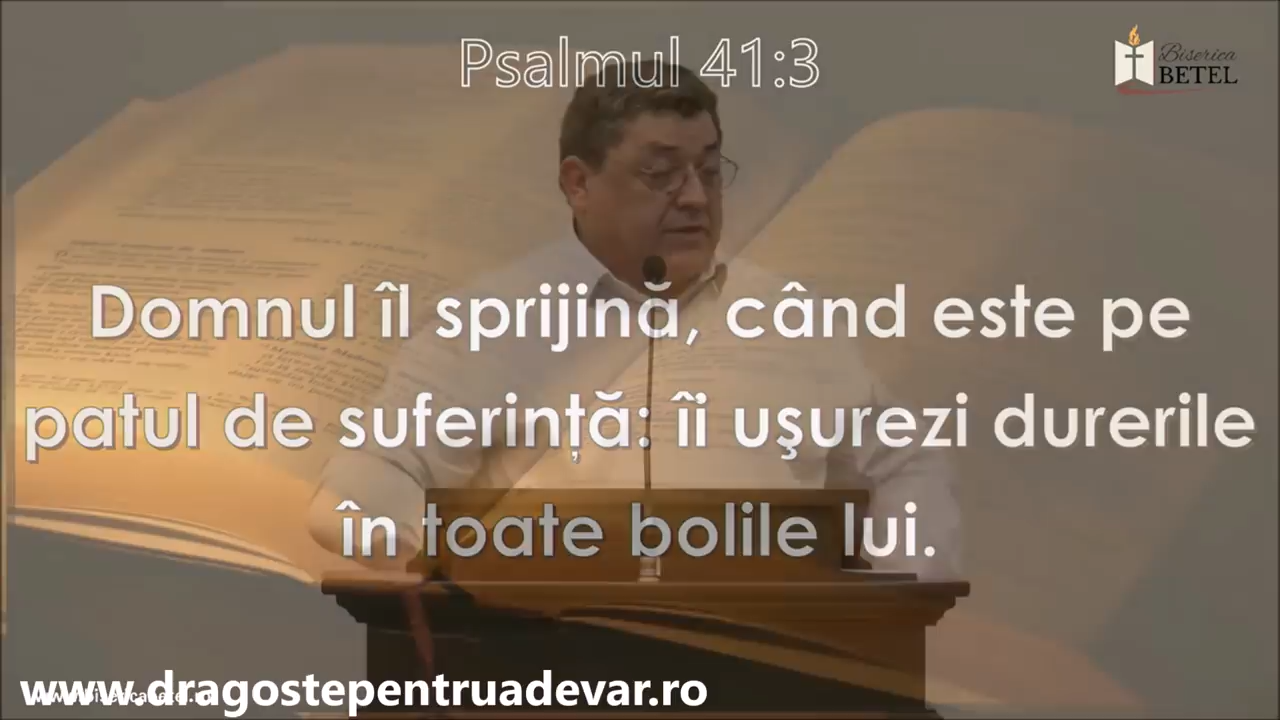 Psalmul 41:3
Biserica
BETEL
Domnul îl sprijină, când este pe
patul de suferință: îi uşurezi durerile
în toate bolile lui.
www.dragostepentruadevar.ro